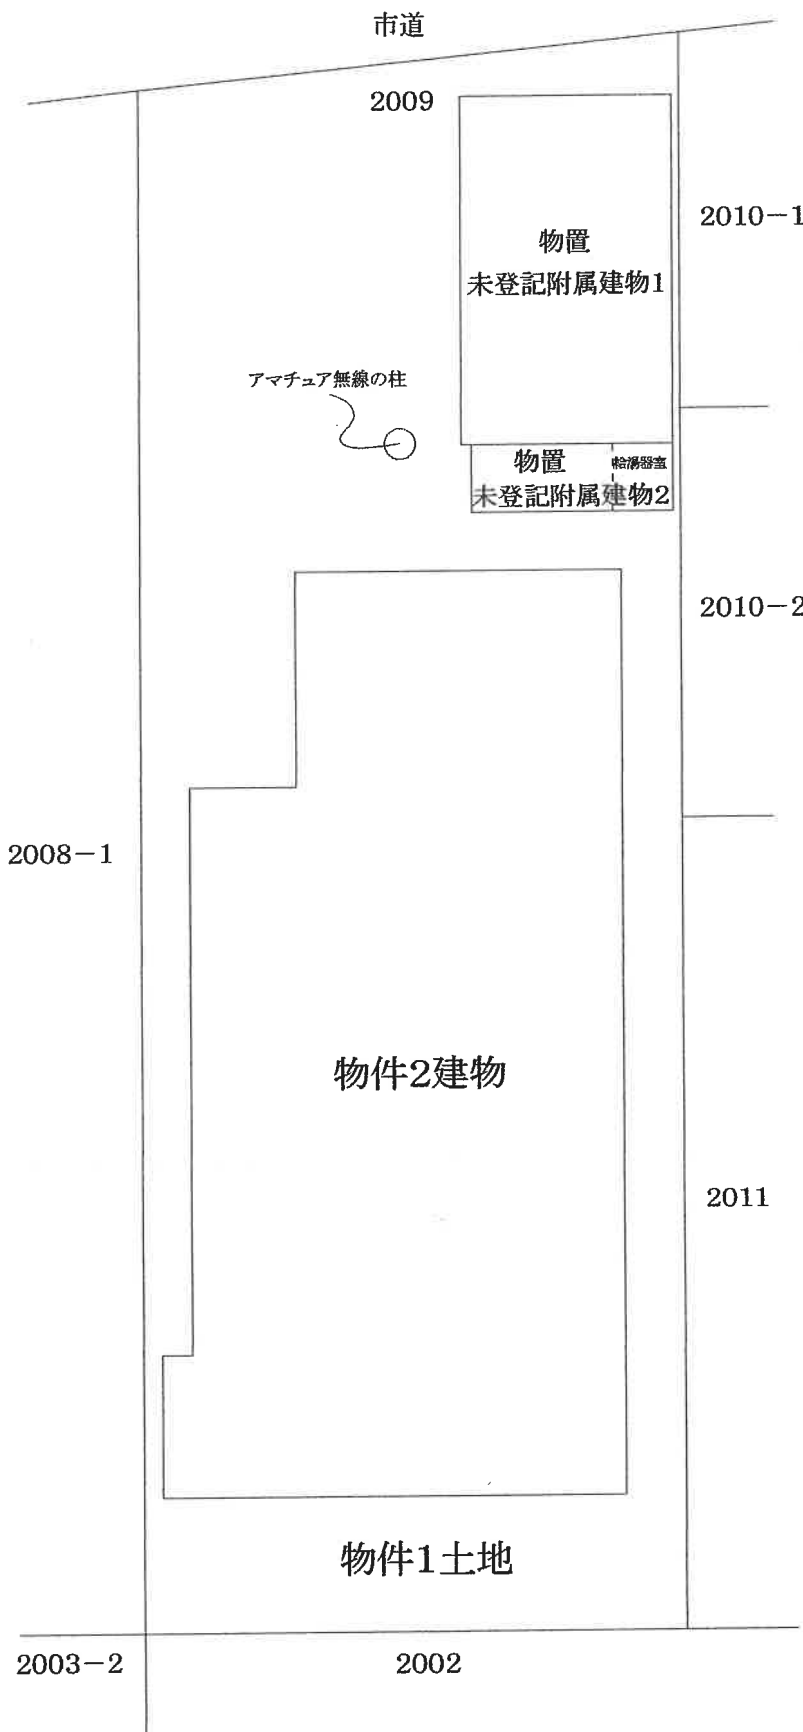 市道
2009
2010-1
物置
未登記附属建物1
アマチュア無線の柱
物置
給湯器室
未登記附属建物2
2010-2
2008-1
物件2建物
2011
物件1土地
2003-2
2002